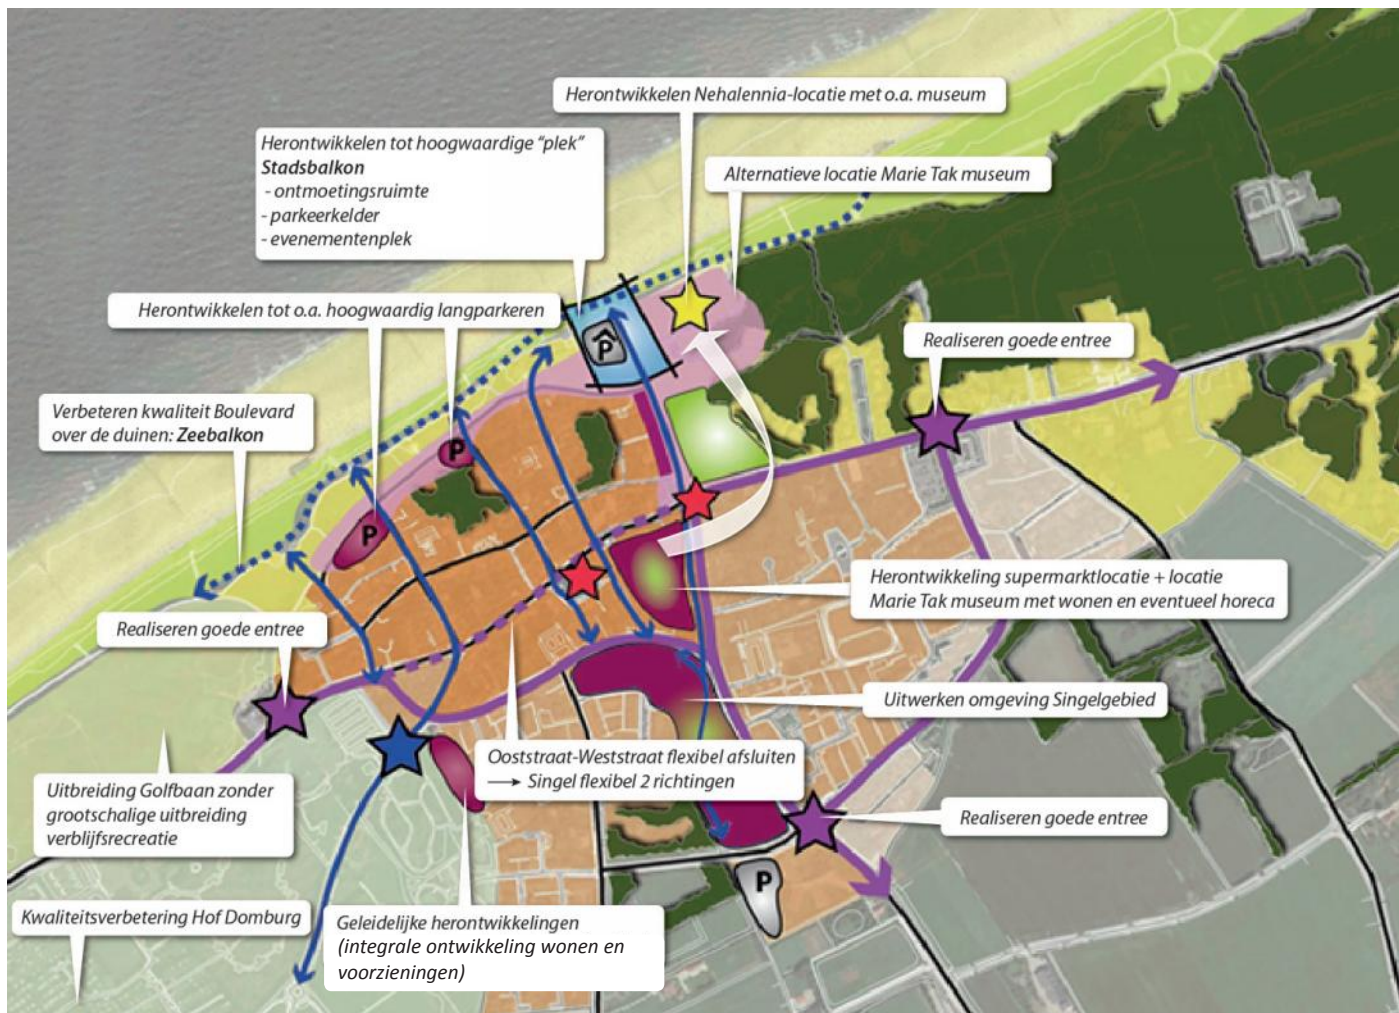 Herontwikkelen Nehalennia-locatie met o.a. museum
Herontwikkelen tot hoogwaardige “plek”
Stadsbalkon
- ontmoetingsruimte
- parkeerkelder
- evenementenplek
Alternatieve locatie Marie Tak museum
Herontwikkelen tot o.a. hoogwaardig langparkeren
P
Realiseren goede entree
Verbeteren kwaliteit Boulevard
over de duinen: Zeebalkon
P
P
Herontwikkeling supermarktlocatie + locatie
Marie Tak museum met wonen en eventueel horeca
Realiseren goede entree
Uitwerken omgeving Singelgebied
Ooststraat-Weststraat flexibel afsluiten
→ Singel flexibel 2 richtingen
Uitbreiding Golfbaan zonder
grootschalige uitbreiding
verblijfsrecreatie
Realiseren goede entree
P
Kwaliteitsverbetering Hof Domburg
Geleidelijke herontwikkelingen
(integrale ontwikkeling wonen en
voorzieningen)